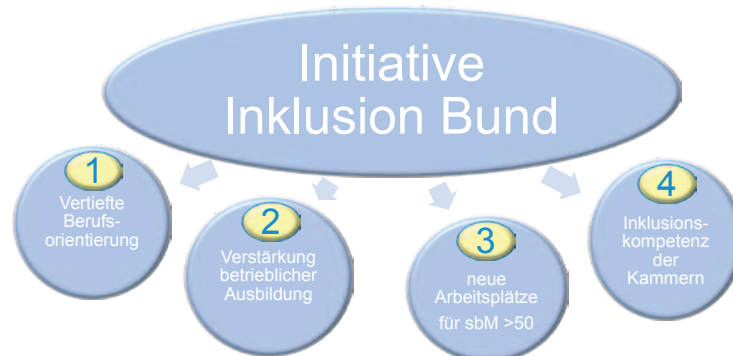 Initiative
Inklusion Bund
1
Vertiefte
Berufs-
orientierung
2
Verstärkung
betrieblicher
Ausbildung
3
neue
Arbeitsplätze
für sbM >50
4
Inklusions-
kompetenz
der
Kammern